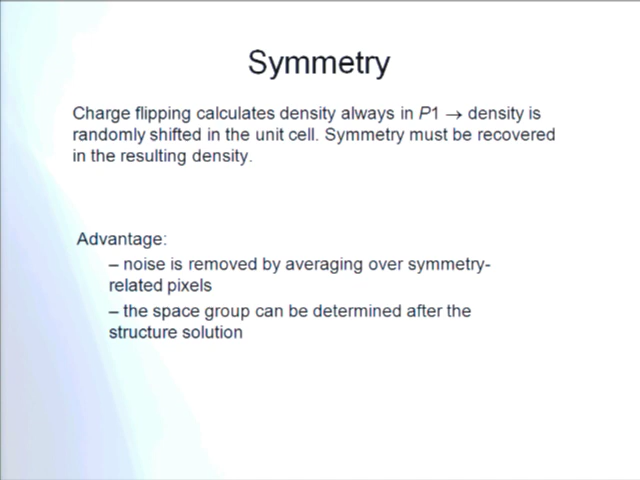 Symmetry
Charge flipping calculates density always in P1 → density is
randomly shifted in the unit cell. Symmetry must be recovered
in the resulting density.
Advantage:
– noise is removed by averaging over symmetry-
related pixels
– the space group can be determined after the
structure solution